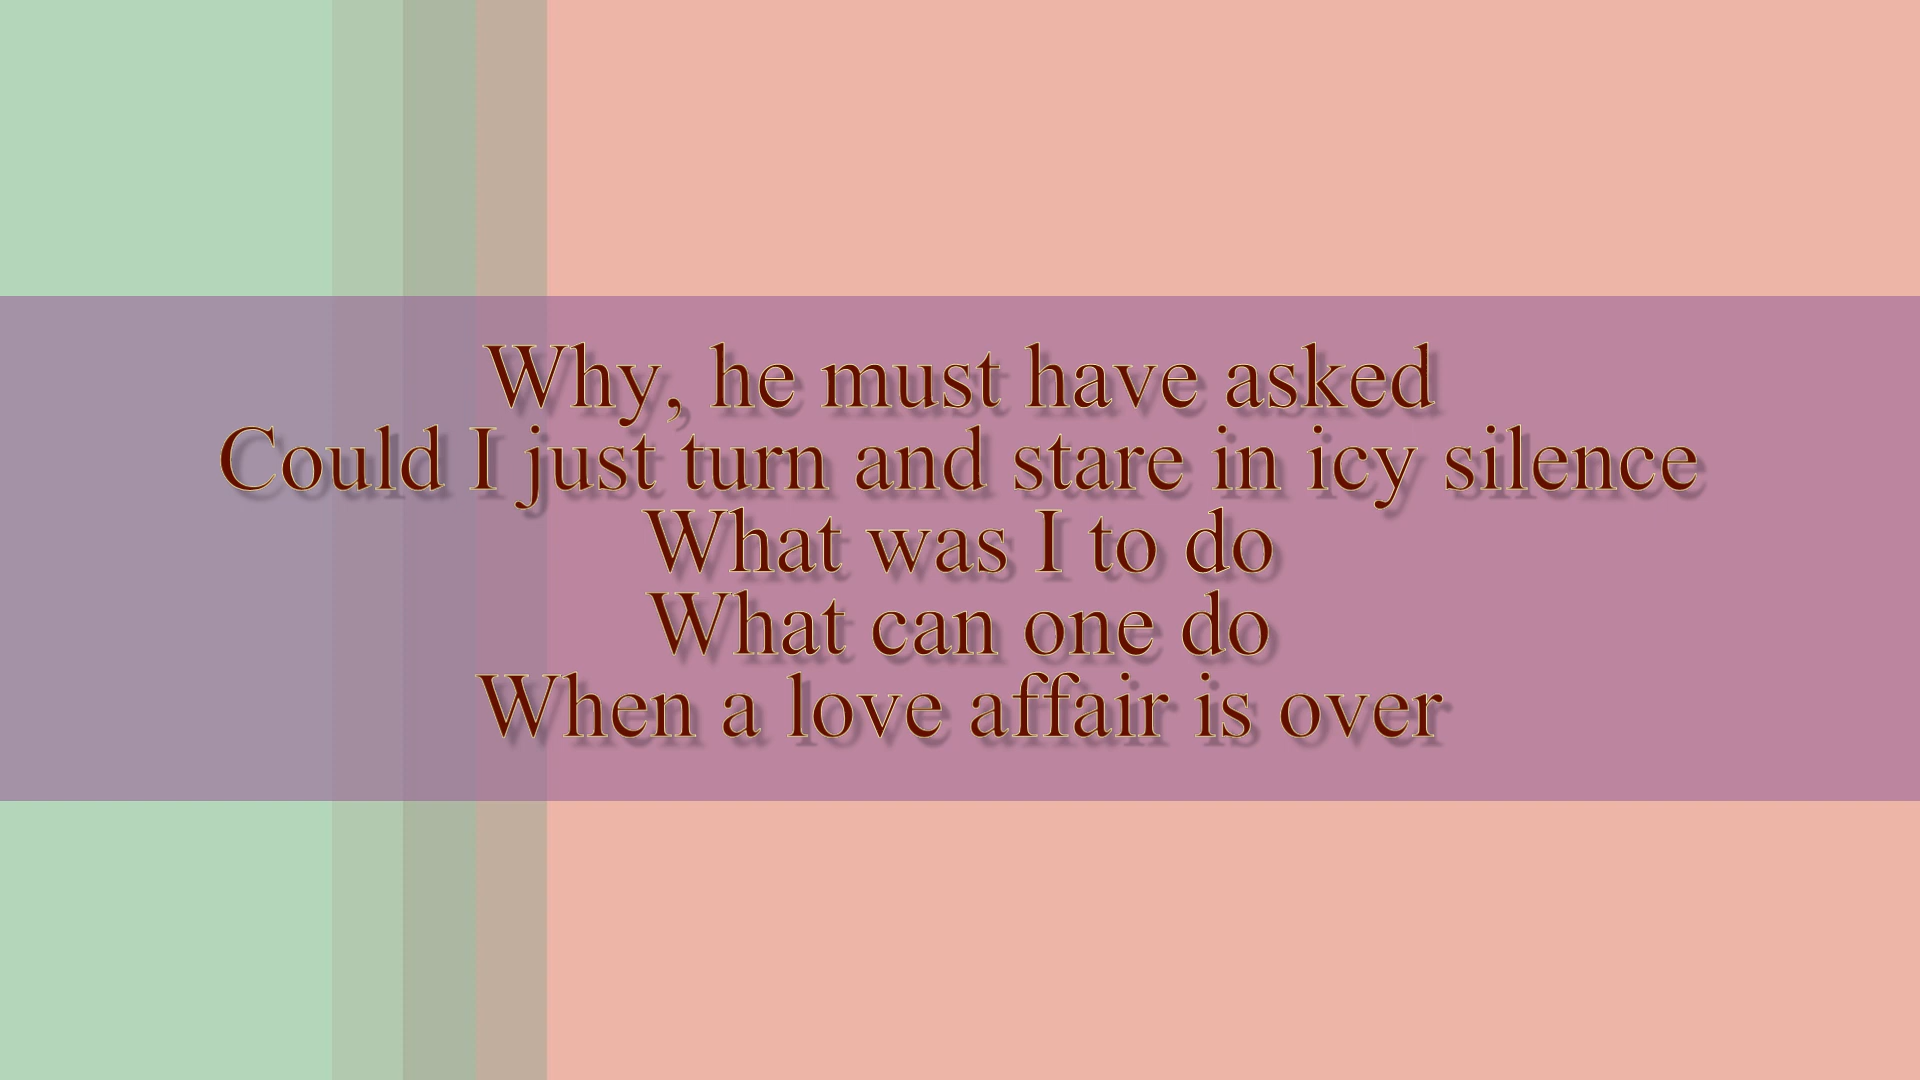 Why, he must have asked
Could I just turn and stare in icy silence
What was I to do
What can one do
When a love affair is over